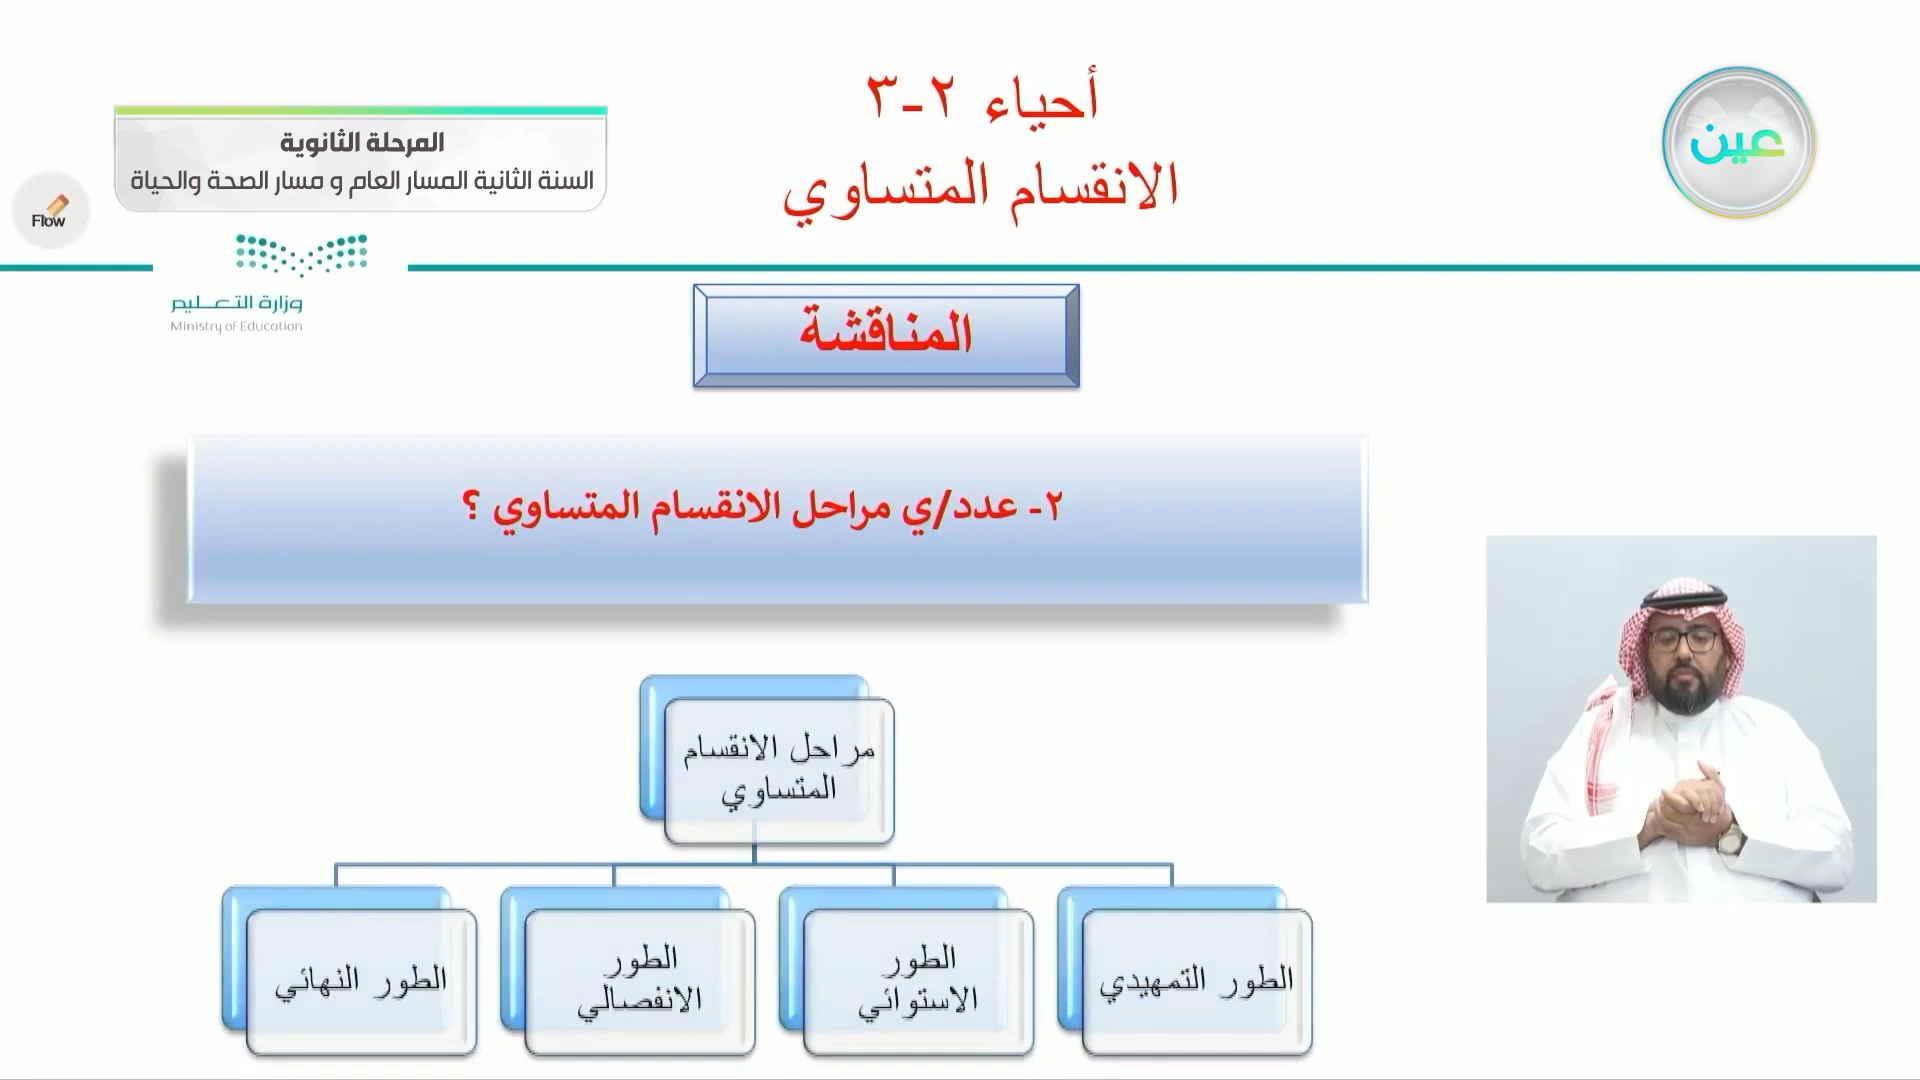 أحياء ٢-٣
الانقسام المتساوي
عين
المرحلة الثانوية
السنة الثانية المسار العام و مسار الصحة والحياة
Flow
وزارة التعليم
Ministry of Education
المناقشة
٢- عدد/ي مراحل الانقسام المتساوي ؟
مراحل الانقسام
المتساوي
الطور التمهيدي
الطور
الاستوائي
الطور
الانفصالي
الطور النهائي